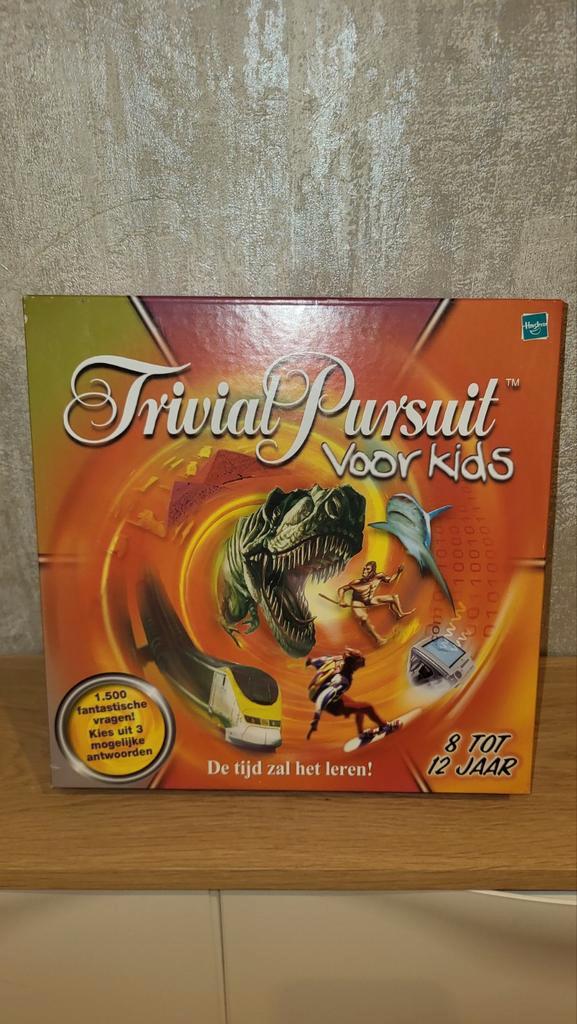 Hasbro
Trivial Pursuit™
voor kids
1.500
fantastische
vragen!
Kies uit 3
mogelijke
antwoorden
De tijd zal het leren!
8 TOT
12 JAAR